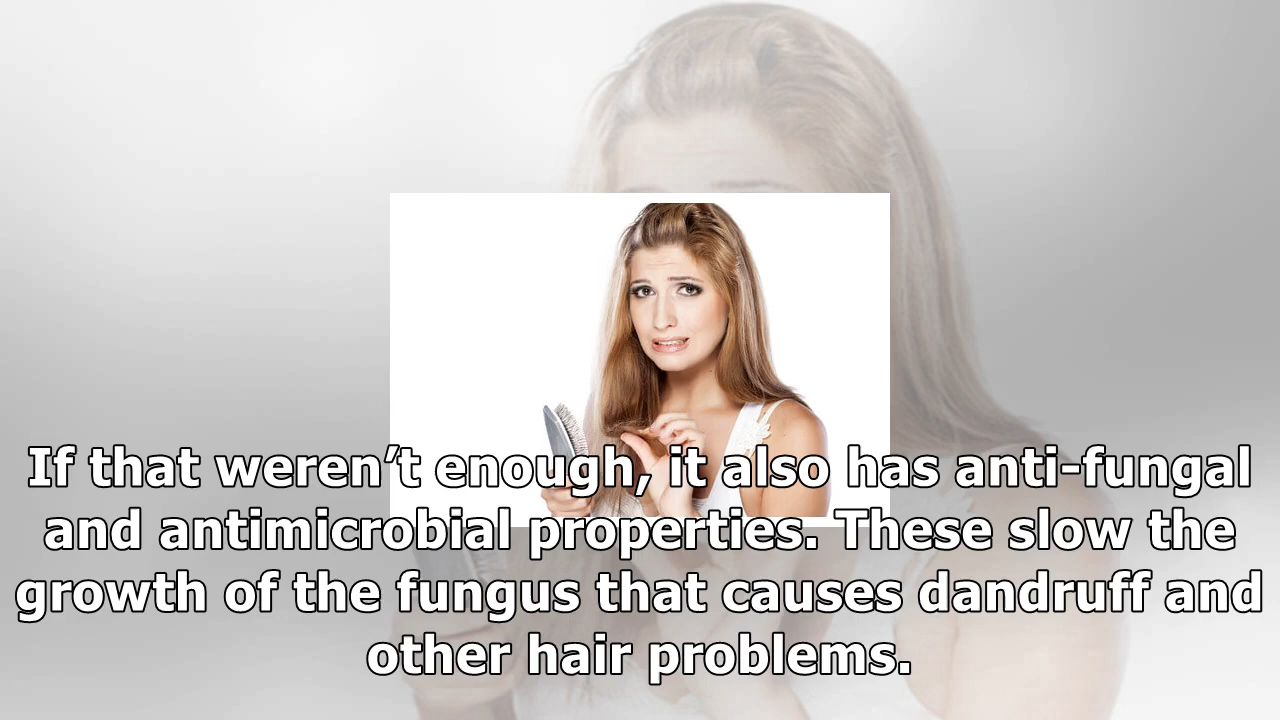 If that weren’t enough, it also has anti-fungal
and antimicrobial properties. These slow the
growth of the fungus that causes dandruff and
other hair problems.